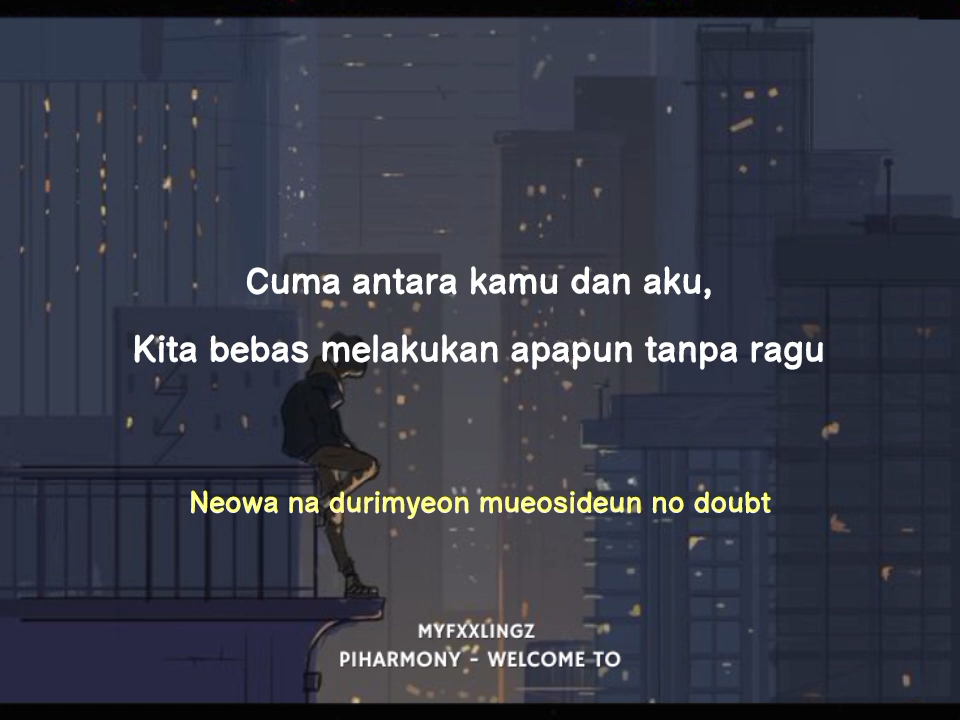 Cuma antara kamu dan aku,
Kita bebas melakukan apapun tanpa ragu
Neowa na durimyeon mueosideun no doubt
MYFXXLINGZ
PIHARMONY - WELCOME TO